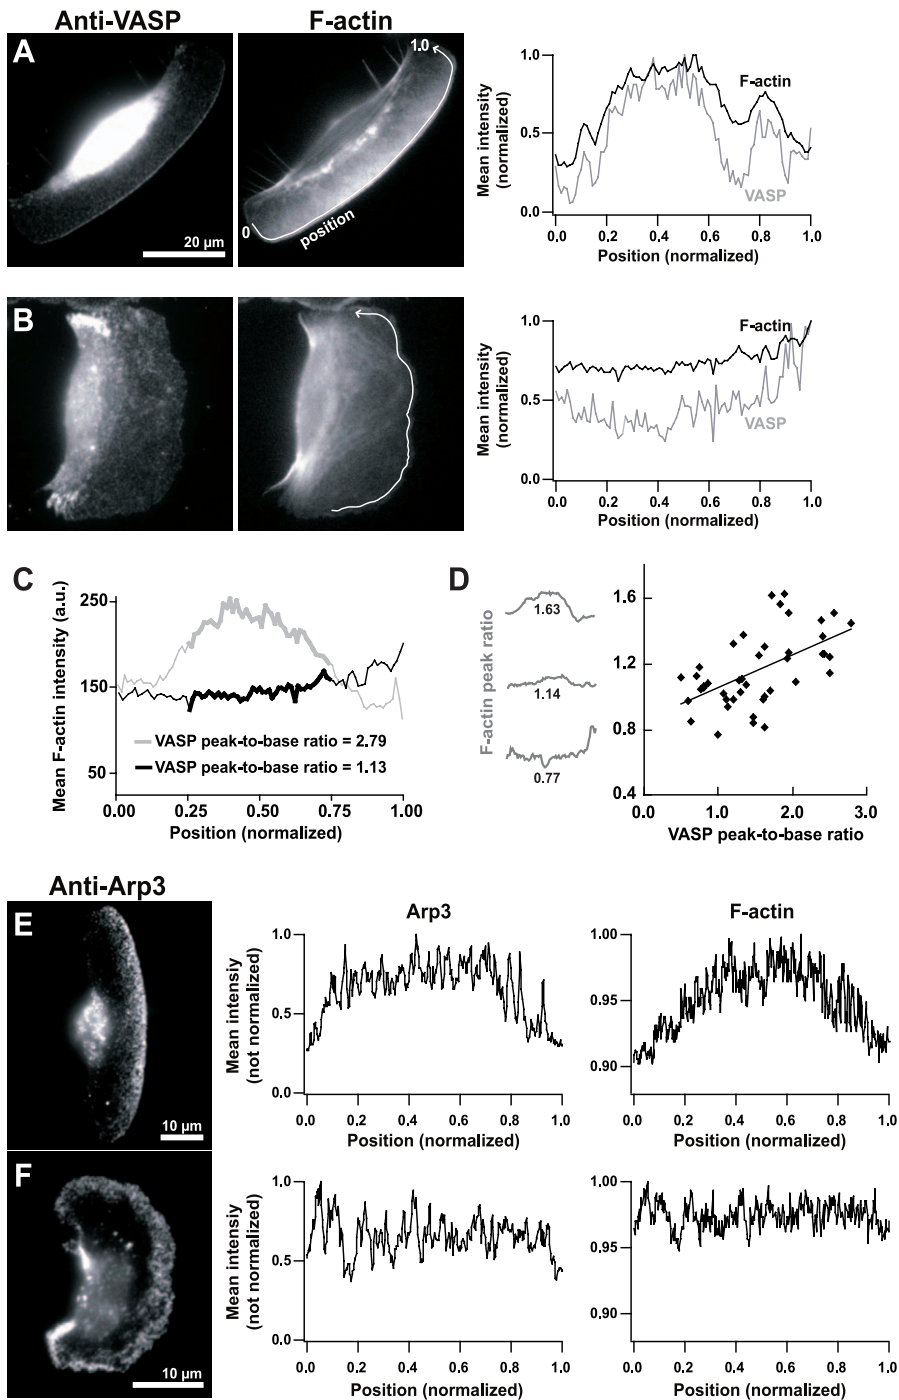 Anti-VASP
F-actin
A
1.0
0
position
20 µm
Mean intensity
(normalized)
1.0
0.5
0.0
F-actin
VASP
0.0 0.2 0.4 0.6 0.8 1.0
Position (normalized)
B
Mean intensity
(normalized)
1.0
0.5
0.0
F-actin
VASP
0.0 0.2 0.4 0.6 0.8 1.0
Position (normalized)
C
Mean F-actin intensity (a.u.)
250
150
50
VASP peak-to-base ratio = 2.79
VASP peak-to-base ratio = 1.13
0.00 0.25 0.50 0.75 1.00
Position (normalized)
D
F-actin peak ratio
1.63
1.14
0.77
1.6
1.2
0.8
0.4
0.0 1.0 2.0 3.0
VASP peak-to-base ratio
Anti-Arp3
E
10 µm
Arp3
Mean intensiy
(not normalized)
1.0
0.5
0.0
0.0 0.2 0.4 0.6 0.8 1.0
Position (normalized)
F-actin
1.00
0.95
0.90
0.0 0.2 0.4 0.6 0.8 1.0
Position (normalized)
F
10 µm
Mean intensity
(not normalized)
1.0
0.5
0.0
0.0 0.2 0.4 0.6 0.8 1.0
Position (normalized)
1.00
0.95
0.90
0.0 0.2 0.4 0.6 0.8 1.0
Position (normalized)